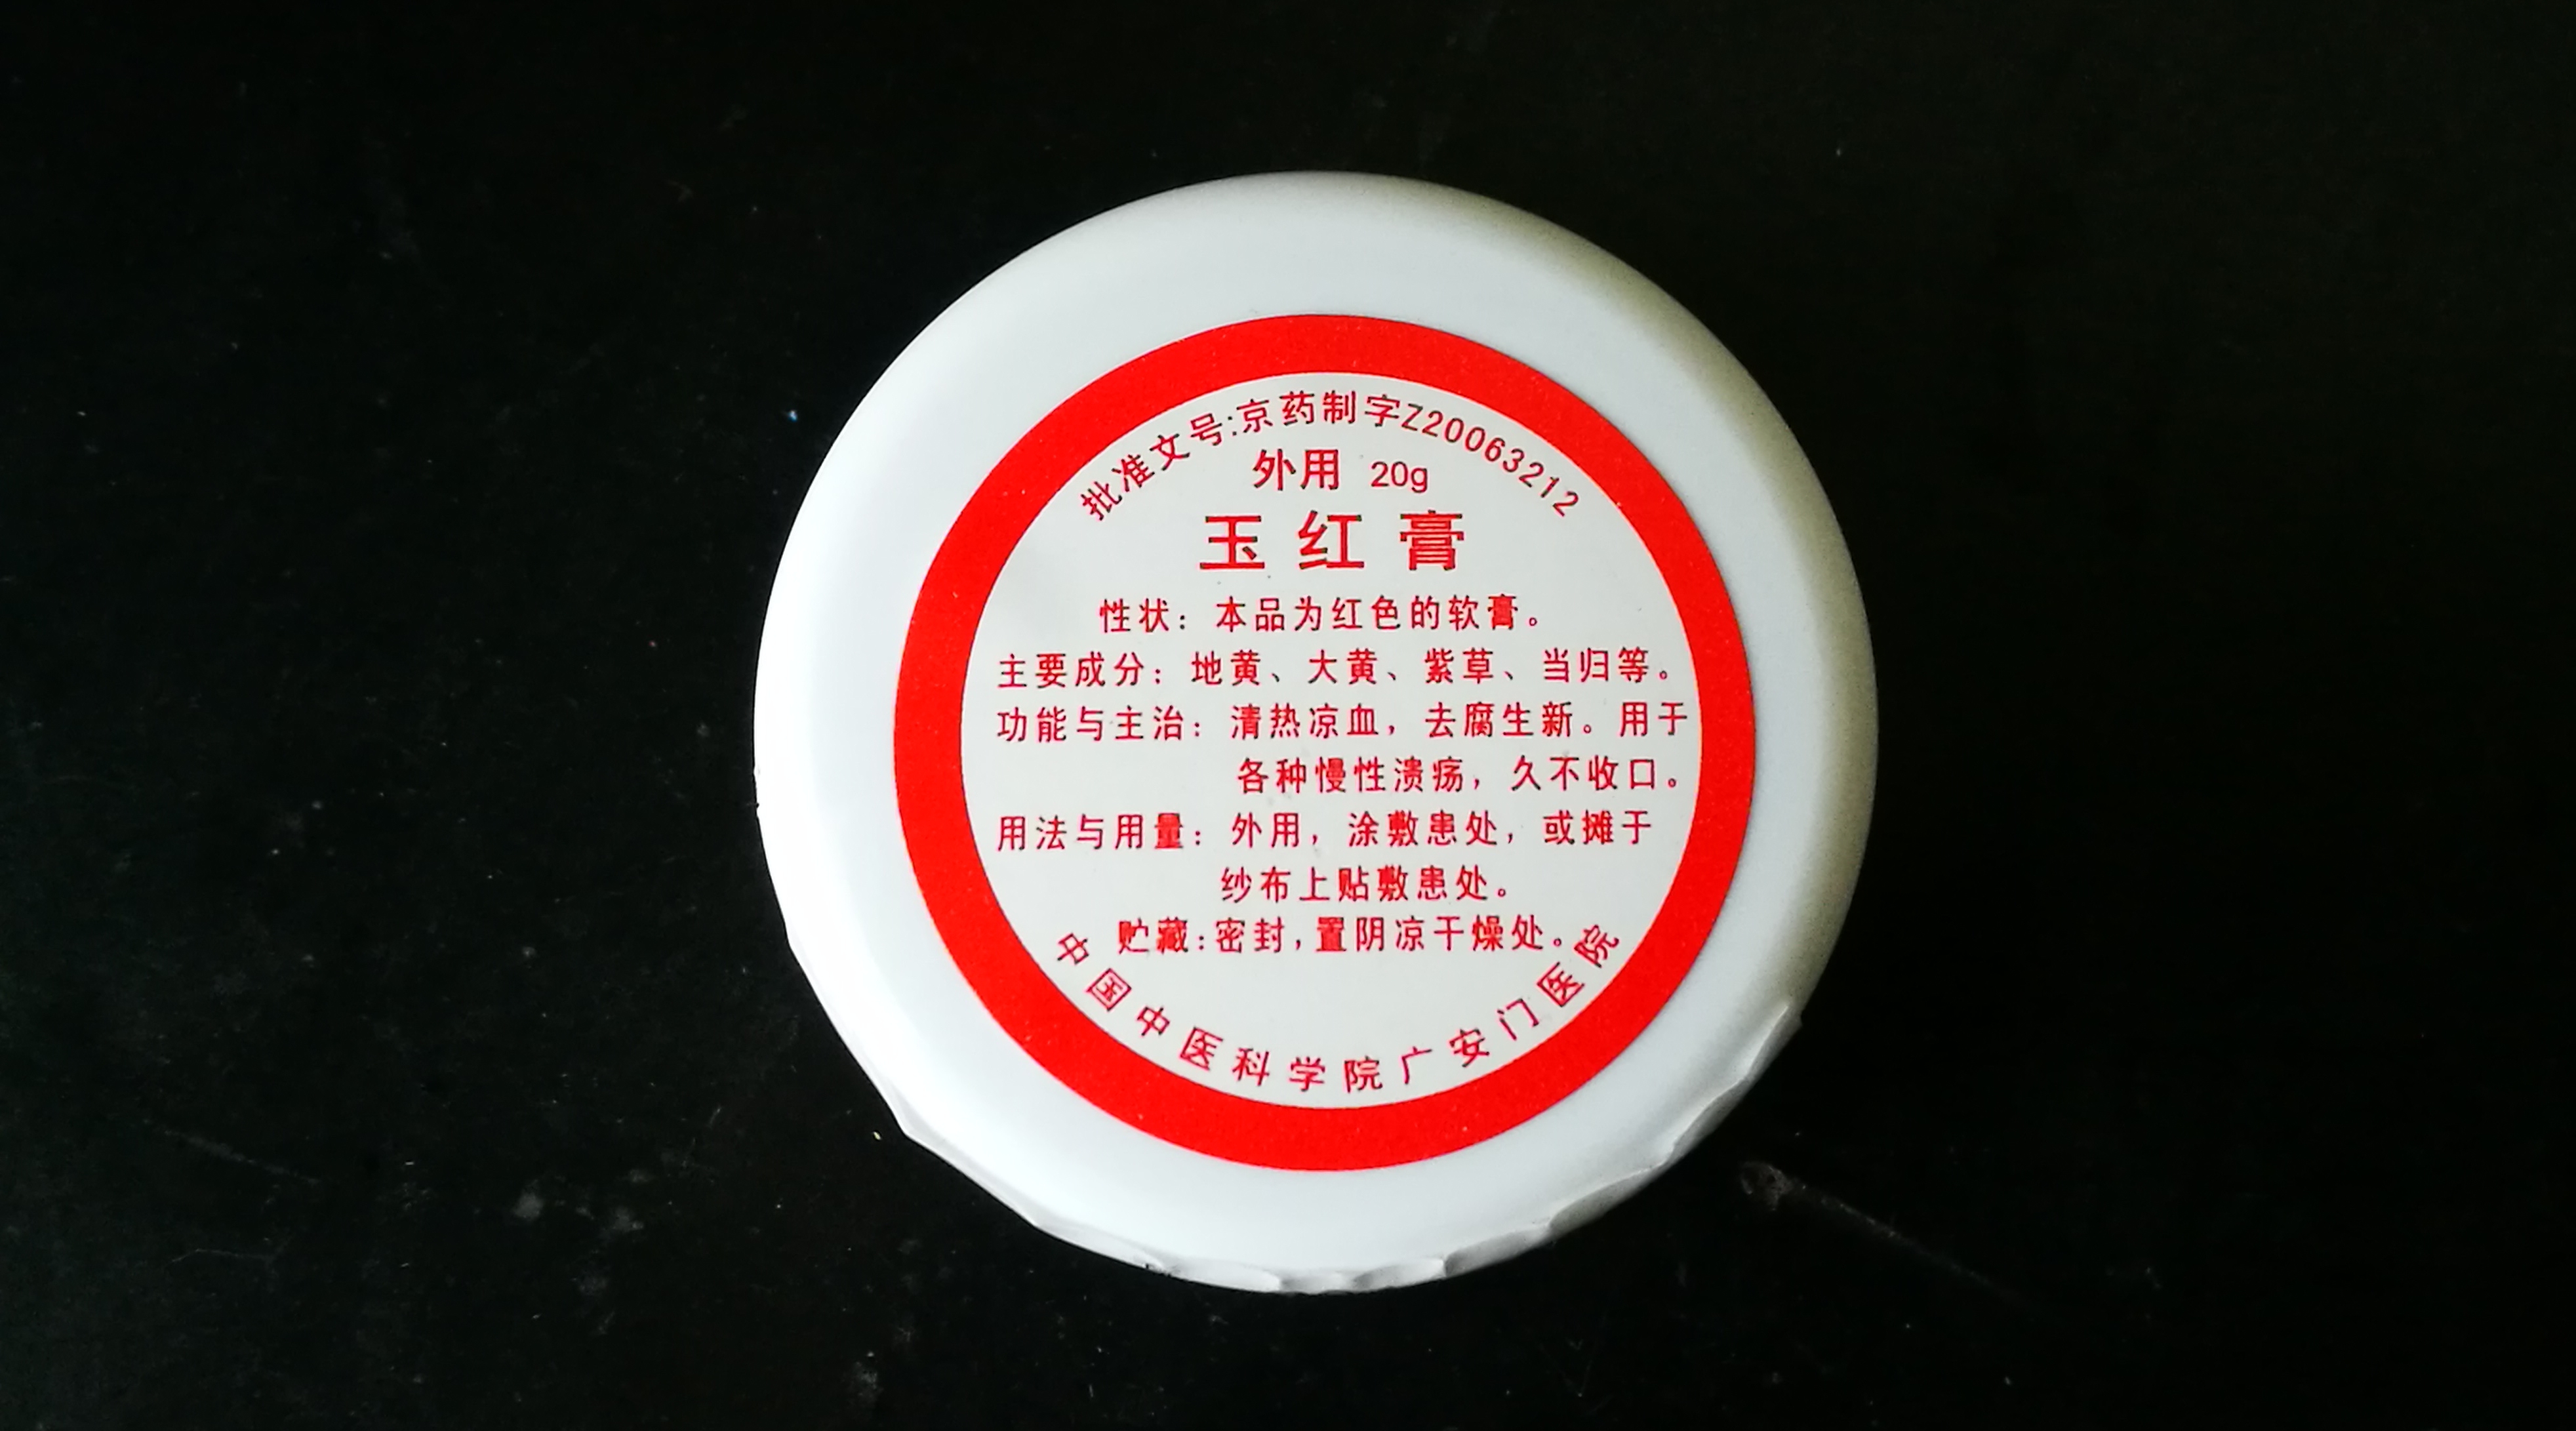 批准文号:京药制字Z20063212
外用 20g
玉红膏
性状：本品为红色的软膏。
主要成分：地黄、大黄、紫草、当归等。
功能与主治：清热凉血，去腐生新。用于
各种慢性溃疡，久不收口。
用法与用量：外用，涂敷患处，或摊于
纱布上贴敷患处。
贮藏:密封,置阴凉干燥处。
中国中医科学院广安门医院